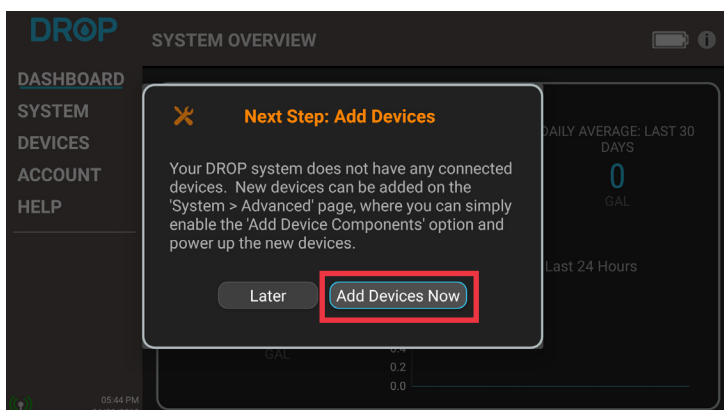 DROP
SYSTEM OVERVIEW
DASHBOARD
SYSTEM
DEVICES
ACCOUNT
HELP
Next Step: Add Devices
Your DROP system does not have any connected
devices. New devices can be added on the
'System > Advanced' page, where you can simply
enable the 'Add Device Components' option and
power up the new devices.
Later
Add Devices Now
DAILY AVERAGE: LAST 30
DAYS
0
GAL
Last 24 Hours
GAL
0.4
0.2
0.0
05:44 PM